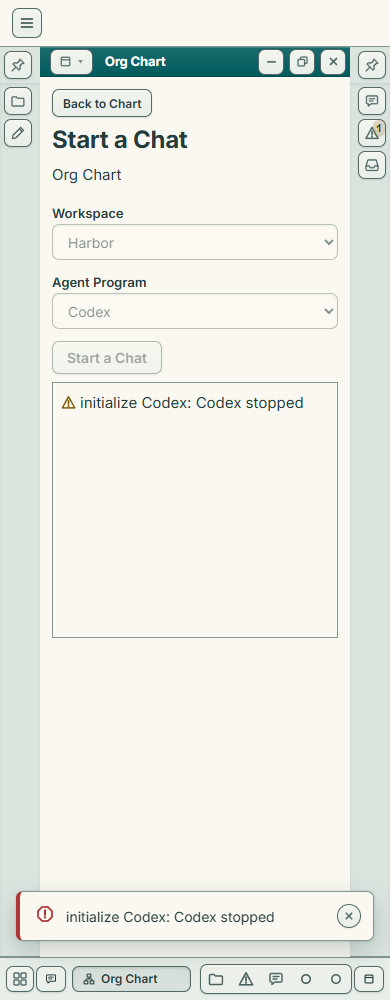 Org Chart
1
Back to Chart
Start a Chat
Org Chart
Workspace
Harbor
Agent Program
Codex
Start a Chat
initialize Codex: Codex stopped
initialize Codex: Codex stopped
Org Chart